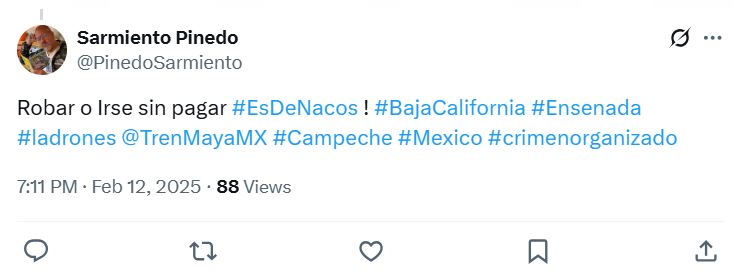 Sarmiento Pinedo
@PinedoSarmiento
Robar o Irse sin pagar #EsDeNacos ! #BajaCalifornia #Ensenada
#ladrones @TrenMayaMX #Campeche #Mexico #crimenorganizado
7:11 PM · Feb 12, 2025 · 88 Views